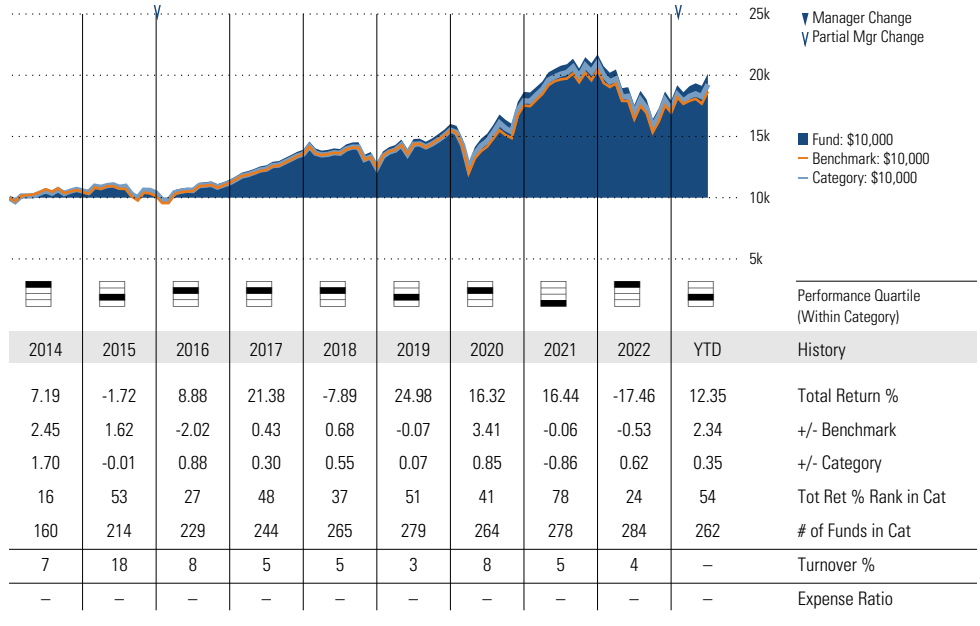 25k
Manager Change
Partial Mgr Change
20k
15k
Fund: $10,000
Benchmark: $10,000
Category: $10,000
10k
5k
Performance Quartile
(Within Category)
2014 2015 2016 2017 2018 2019 2020 2021 2022 YTD History
7.19 -1.72 8.88 21.38 -7.89 24.98 16.32 16.44 -17.46 12.35 Total Return %
2.45 1.62 -2.02 0.43 0.68 -0.07 3.41 -0.06 -0.53 2.34 +/- Benchmark
1.70 -0.01 0.88 0.30 0.55 0.07 0.85 -0.86 0.62 0.35 +/- Category
16 53 27 48 37 51 41 78 24 54 Tot Ret % Rank in Cat
160 214 229 244 265 279 264 278 284 262 # of Funds in Cat
7 18 8 5 5 3 8 5 4 – Turnover %
– – – – – – – – – – Expense Ratio